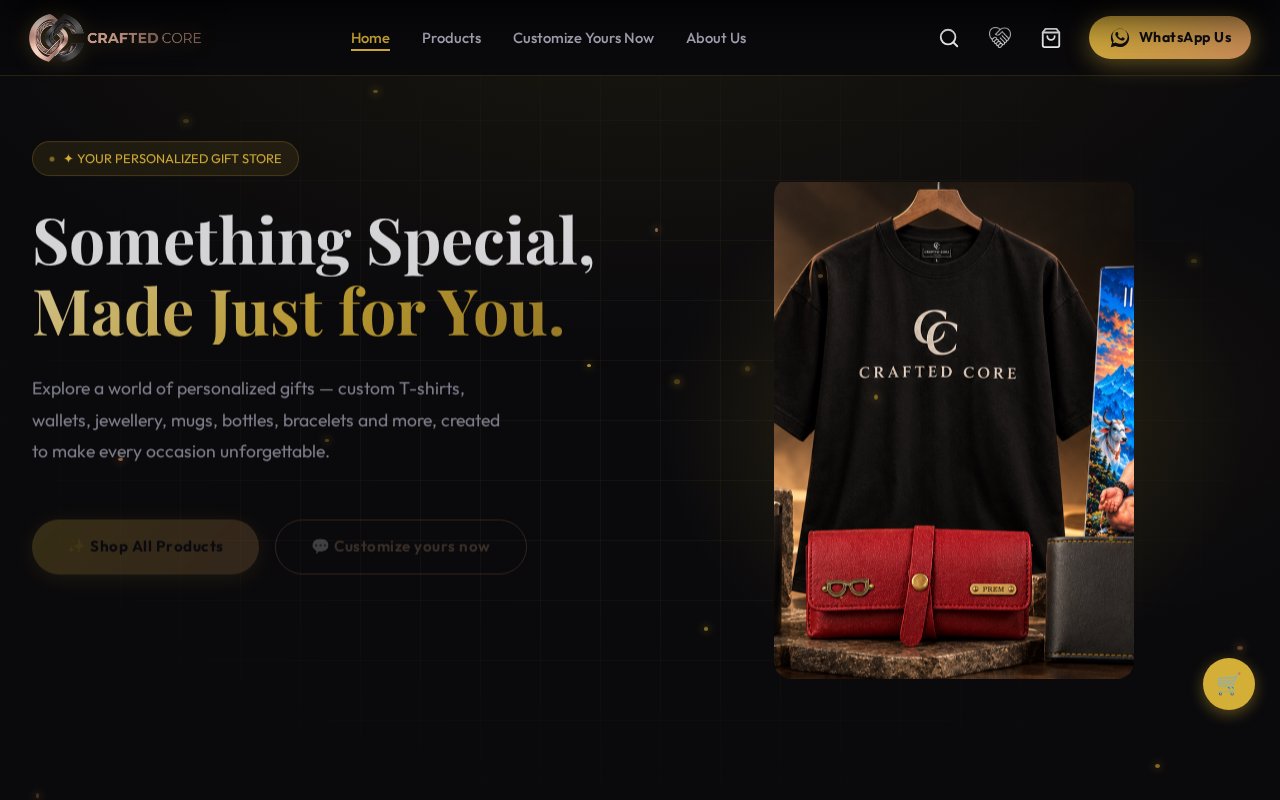 CRAFTED CORE
Home
Products
Customize Yours Now
About Us
WhatsApp Us
✦ YOUR PERSONALIZED GIFT STORE
Something Special,
Made Just for You.
Explore a world of personalized gifts — custom T-shirts,
wallets, jewellery, mugs, bottles, bracelets and more, created
to make every occasion unforgettable.
✨ Shop All Products
💬 Customize yours now
CC
CRAFTED CORE
PREM